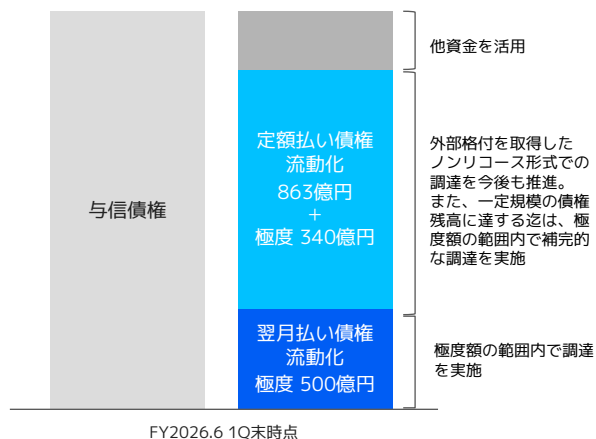 与信債権
定額払い債権
流動化
863億円
+
極度 340億円
翌月払い債権
流動化
極度 500億円
他資金を活用
外部格付を取得した
ノンリコース形式での
調達を今後も推進。
また、一定規模の債権
残高に達する迄は、極
度額の範囲内で補完的
な調達を実施
極度額の範囲内で調達
を実施
FY2026.6 1Q末時点